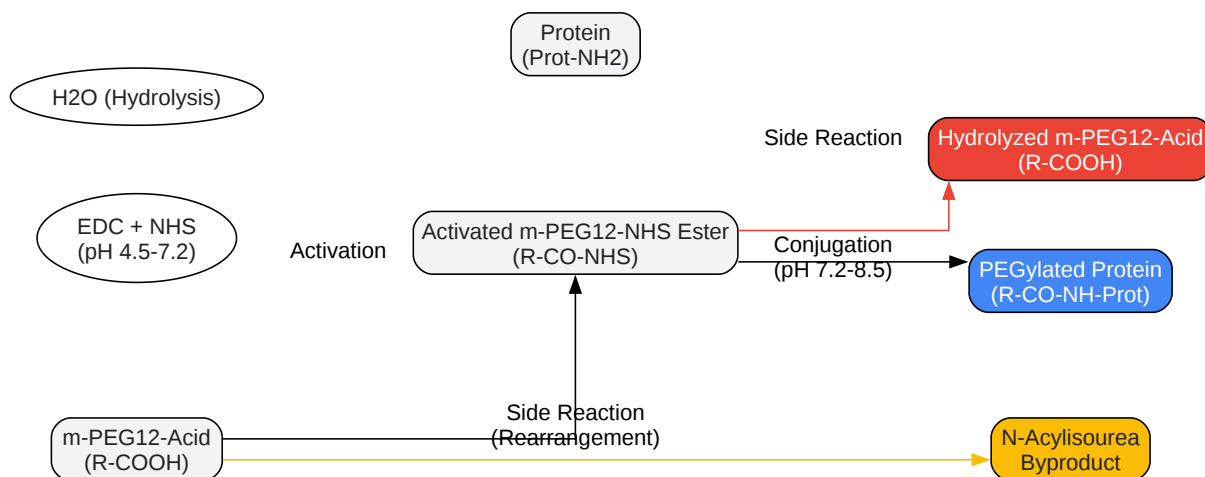 Protein
(Prot-NH2)
H2O (Hydrolysis)
Side Reaction
Hydrolyzed m-PEG12-Acid
(R-COOH)
EDC + NHS
(pH 4.5-7.2)
Activation
Activated m-PEG12-NHS Ester
(R-CO-NHS)
Conjugation
(pH 7.2-8.5)
PEGylated Protein
(R-CO-NH-Prot)
m-PEG12-Acid
(R-COOH)
Side Reaction
(Rearrangement)
N-Acylisourea
Byproduct